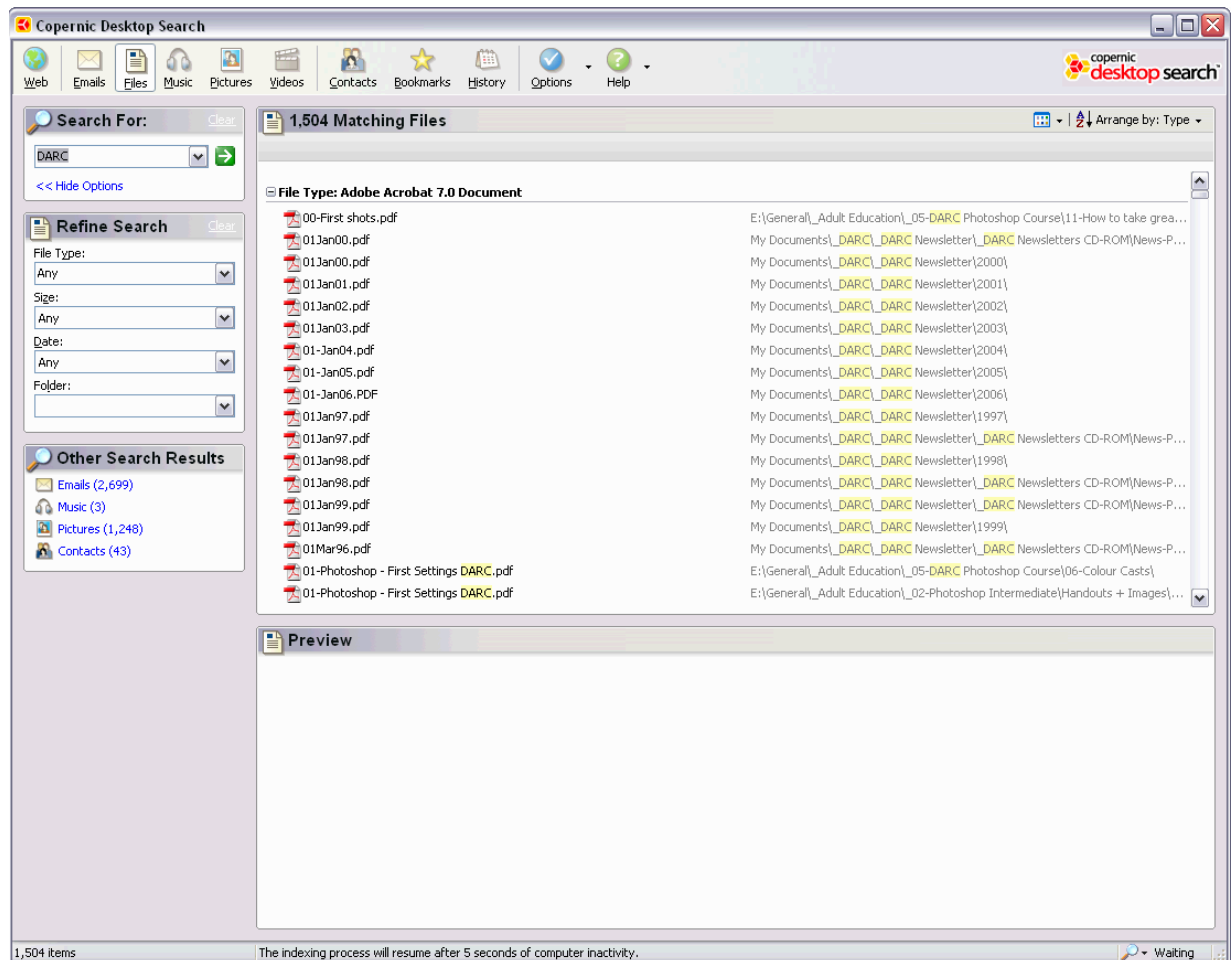 Copernic Desktop Search
Web Emails Files Music Pictures Videos Contacts Bookmarks History Options Help
copernic
desktop search™
Search For: Clear
DARC
<< Hide Options
Refine Search Clear
File Type:
Any
Size:
Any
Date:
Any
Folder:
Other Search Results
Emails (2,699)
Music (3)
Pictures (1,248)
Contacts (43)
1,504 Matching Files Arrange by: Type
File Type: Adobe Acrobat 7.0 Document
00-First shots.pdf E:\General\_Adult Education\_05-DARC Photoshop Course\11-How to take grea...
01Jan00.pdf My Documents\_DARC\_DARC Newsletter\_DARC Newsletters CD-ROM\News-P...
01Jan00.pdf My Documents\_DARC\_DARC Newsletter\2000\
01Jan01.pdf My Documents\_DARC\_DARC Newsletter\2001\
01Jan02.pdf My Documents\_DARC\_DARC Newsletter\2002\
01Jan03.pdf My Documents\_DARC\_DARC Newsletter\2003\
01-Jan04.pdf My Documents\_DARC\_DARC Newsletter\2004\
01-Jan05.pdf My Documents\_DARC\_DARC Newsletter\2005\
01-Jan06.PDF My Documents\_DARC\_DARC Newsletter\2006\
01Jan97.pdf My Documents\_DARC\_DARC Newsletter\1997\
01Jan97.pdf My Documents\_DARC\_DARC Newsletter\_DARC Newsletters CD-ROM\News-P...
01Jan98.pdf My Documents\_DARC\_DARC Newsletter\1998\
01Jan98.pdf My Documents\_DARC\_DARC Newsletter\_DARC Newsletters CD-ROM\News-P...
01Jan99.pdf My Documents\_DARC\_DARC Newsletter\_DARC Newsletters CD-ROM\News-P...
01Jan99.pdf My Documents\_DARC\_DARC Newsletter\1999\
01Mar96.pdf My Documents\_DARC\_DARC Newsletter\_DARC Newsletters CD-ROM\News-P...
01-Photoshop - First Settings DARC.pdf E:\General\_Adult Education\_05-DARC Photoshop Course\06-Colour Casts\
01-Photoshop - First Settings DARC.pdf E:\General\_Adult Education\_02-Photoshop Intermediate\Handouts + Images\...
Preview
1,504 items The indexing process will resume after 5 seconds of computer inactivity. Waiting